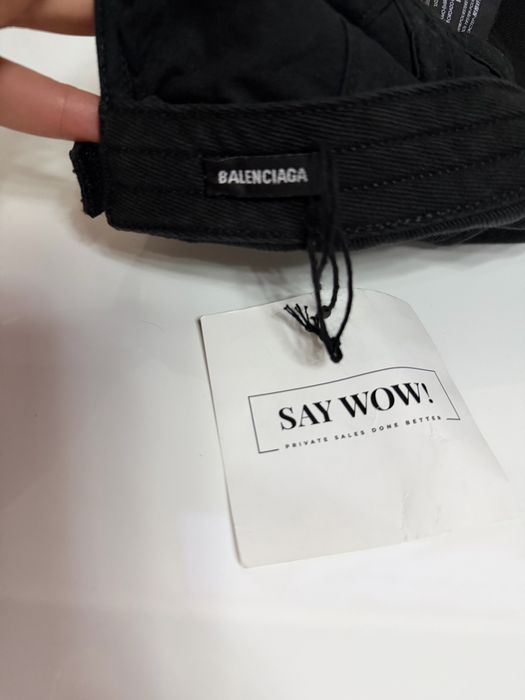 BALENCIAGA
SAY WOW!
PRIVATE SALES DONE BETTER